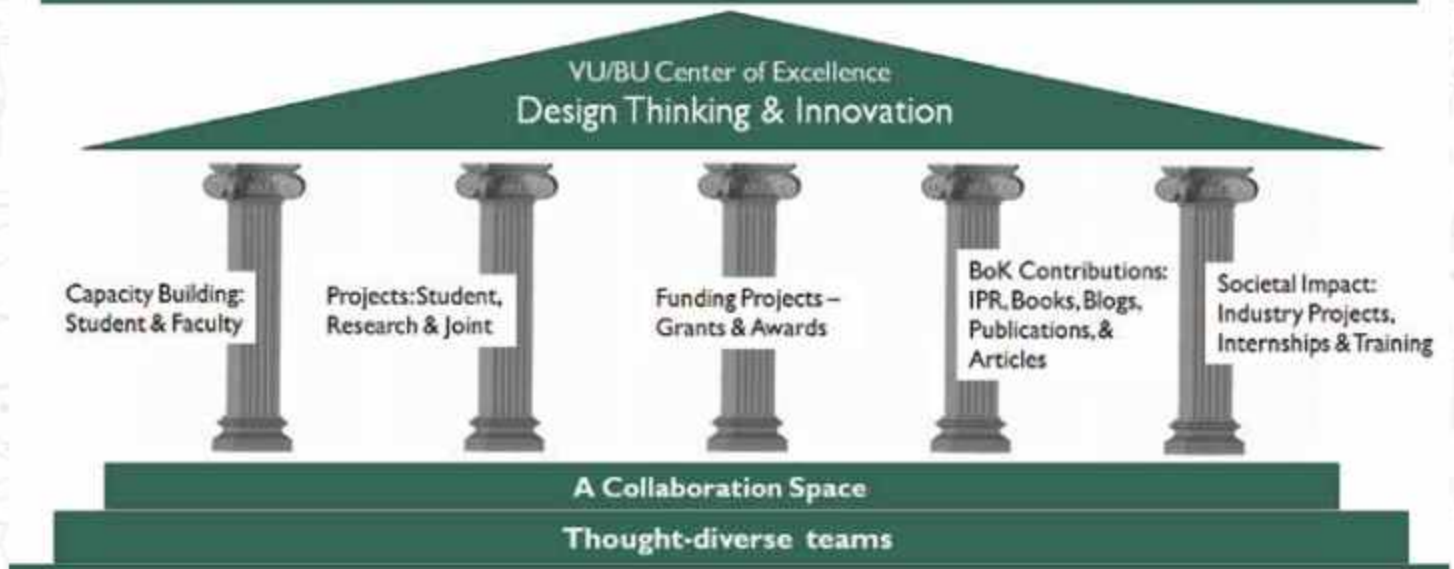 VU/BU Center of Excellence
Design Thinking & Innovation
Capacity Building:
Student & Faculty
Projects: Student,
Research & Joint
Funding Projects –
Grants & Awards
BoK Contributions:
IPR, Books, Blogs,
Publications, &
Articles
Societal Impact:
Industry Projects,
Internships & Training
A Collaboration Space
Thought-diverse teams